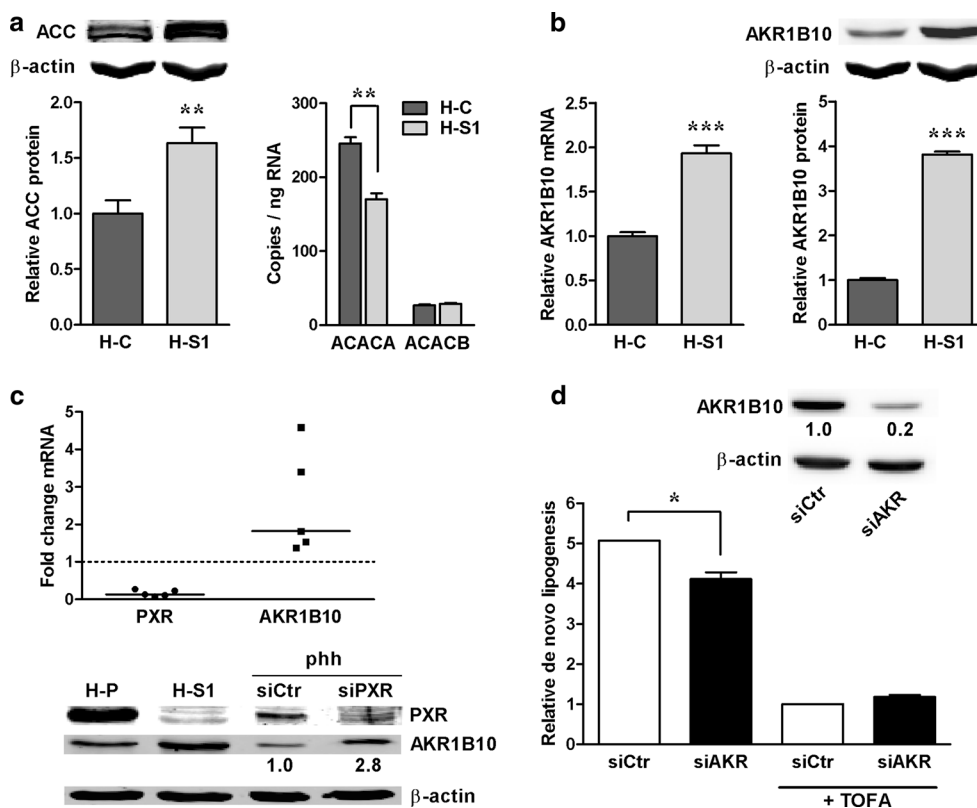 a
ACC
β-actin
Relative ACC protein
2.0
1.5
1.0
0.5
0.0
**
H-C
H-S1
Copies / ng RNA
300
200
100
0
**
H-C
H-S1
ACACA
ACACB
b
AKR1B10
β-actin
Relative AKR1B10 mRNA
2.5
2.0
1.5
1.0
0.5
0.0
***
H-C
H-S1
Relative AKR1B10 protein
5
4
3
2
1
0
***
H-C
H-S1
c
Fold change mRNA
5
4
3
2
1
0
PXR
AKR1B10
phh
H-P
H-S1
siCtr
siPXR
PXR
AKR1B10
1.0
2.8
β-actin
d
AKR1B10
1.0
0.2
β-actin
siCtr
siAKR
Relative de novo lipogenesis
6
5
4
3
2
1
0
*
siCtr
siAKR
siCtr
siAKR
+ TOFA